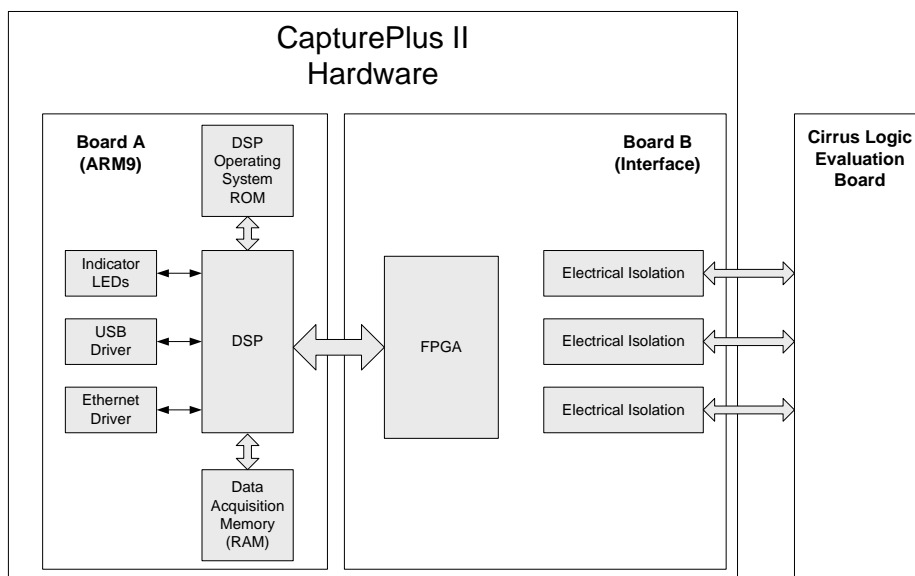 CapturePlus II
Hardware
Board A
(ARM9)
DSP
Operating
System
ROM
Indicator
LEDs
USB
Driver
Ethernet
Driver
DSP
Data
Acquisition
Memory
(RAM)
Board B
(Interface)
FPGA
Electrical Isolation
Electrical Isolation
Electrical Isolation
Cirrus Logic
Evaluation
Board